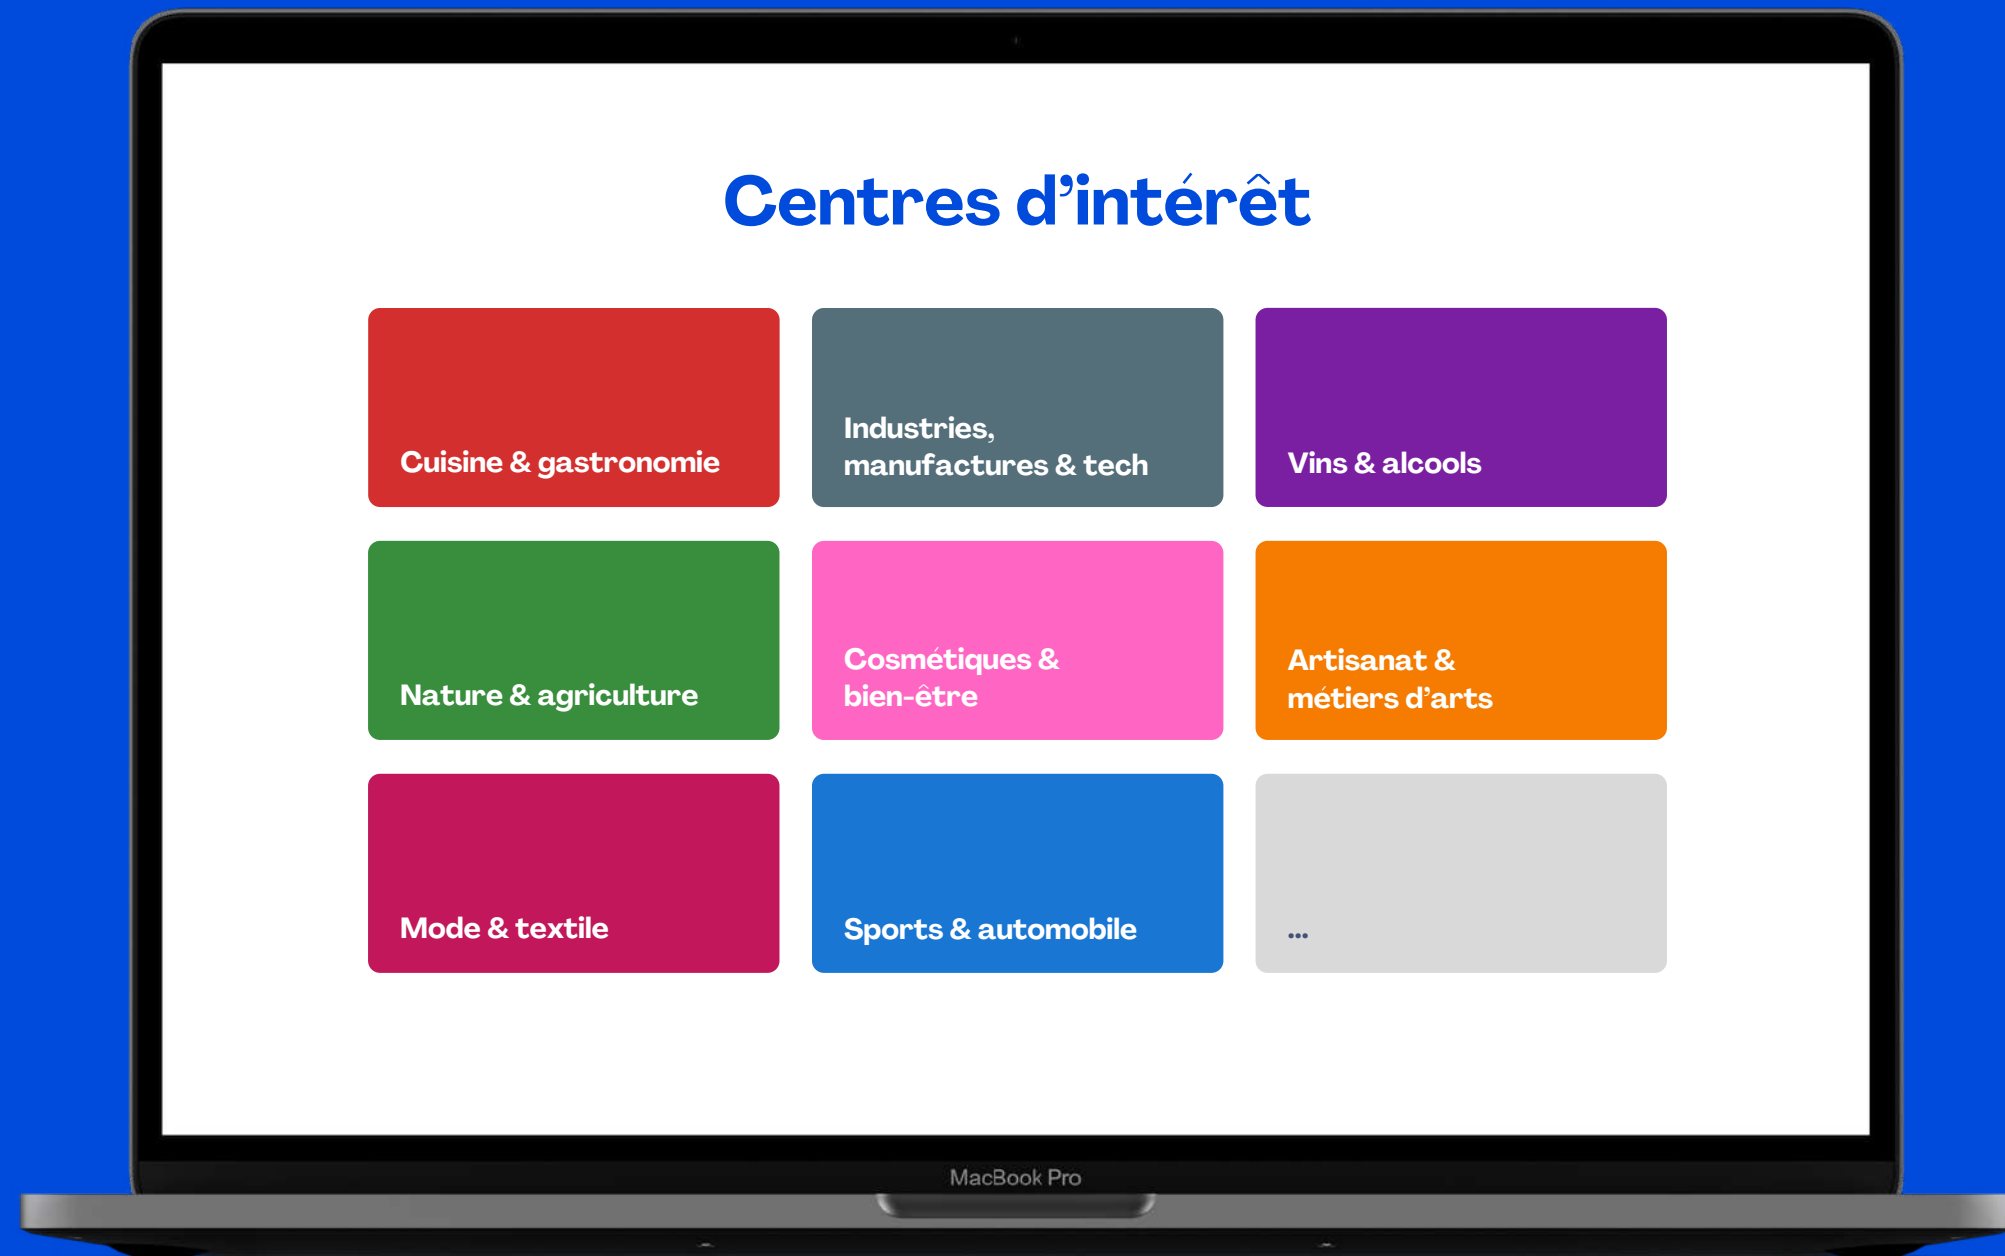 Centres d’intérêt
Cuisine & gastronomie
Industries,
manufactures & tech
Vins & alcools
Nature & agriculture
Cosmétiques &
bien-être
Artisanat &
métiers d’arts
Mode & textile
Sports & automobile
...
MacBook Pro